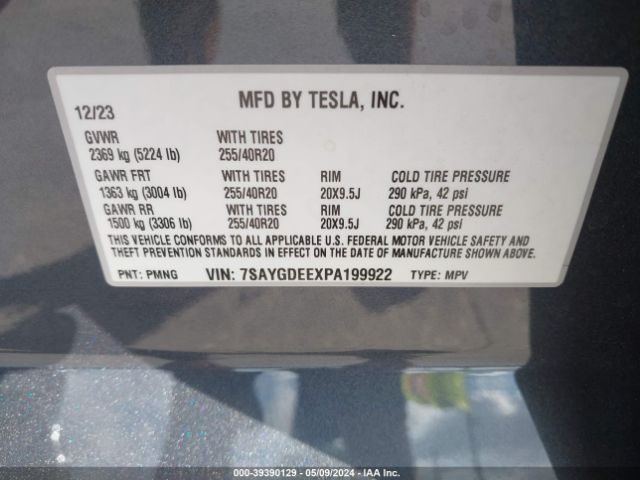 MFD BY TESLA, INC.
12/23
GVWR WITH TIRES
2369 kg (5224 lb) 255/40R20
GAWR FRT WITH TIRES RIM COLD TIRE PRESSURE
1363 kg (3004 lb) 255/40R20 20X9.5J 290 kPa, 42 psi
GAWR RR WITH TIRES RIM COLD TIRE PRESSURE
1500 kg (3306 lb) 255/40R20 20X9.5J 290 kPa, 42 psi
THIS VEHICLE CONFORMS TO ALL APPLICABLE U.S. FEDERAL MOTOR VEHICLE SAFETY AND
THEFT PREVENTION STANDARDS IN EFFECT ON THE DATE OF MANUFACTURE SHOWN ABOVE.
PNT: PMNG VIN: 7SAYGDEEXPA199922 TYPE: MPV
000-39390129 - 05/09/2024 - IAA Inc.